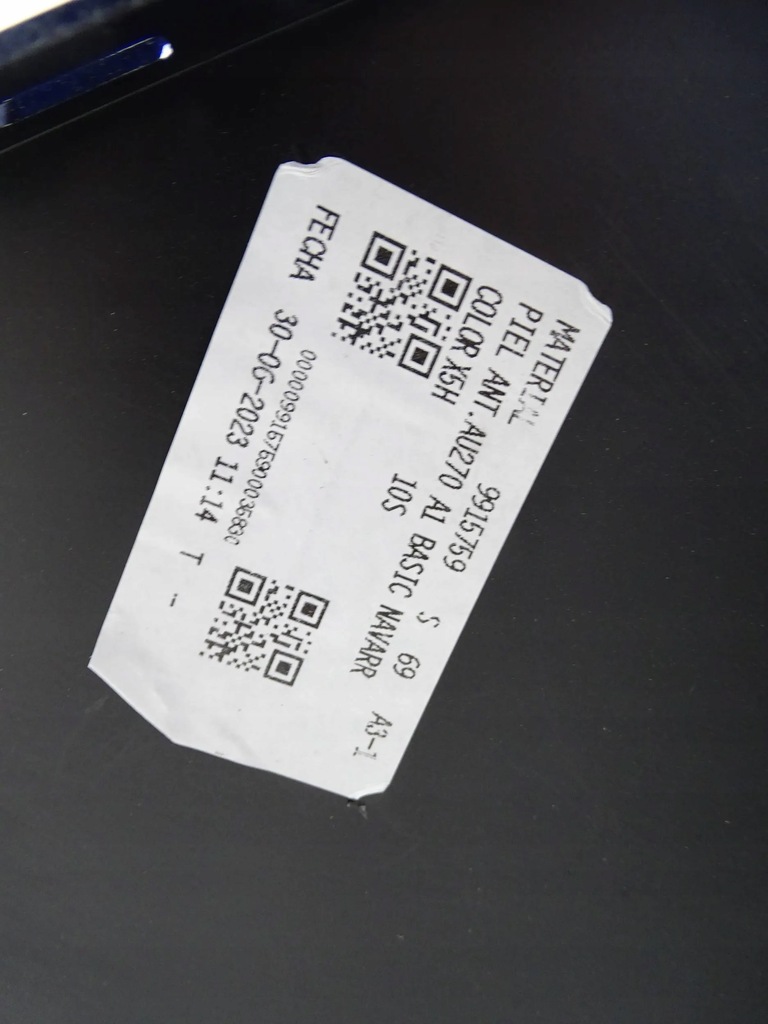 MATERIAL 9915759 S 69 A3-1
PIEL ANT.AU270 A1 BASIC NAVARR
COLOR X5H 10S
FECHA 30-06-2023 11:14 T --